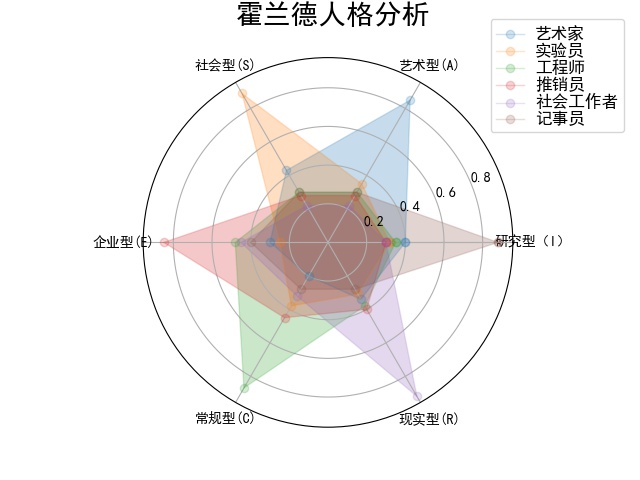 霍兰德人格分析
艺术家
实验员
工程师
推销员
社会工作者
记事员
社会型(S)
艺术型(A)
0.8
0.6
0.4
0.2
企业型(E)
研究型（I）
常规型(C)
现实型(R)